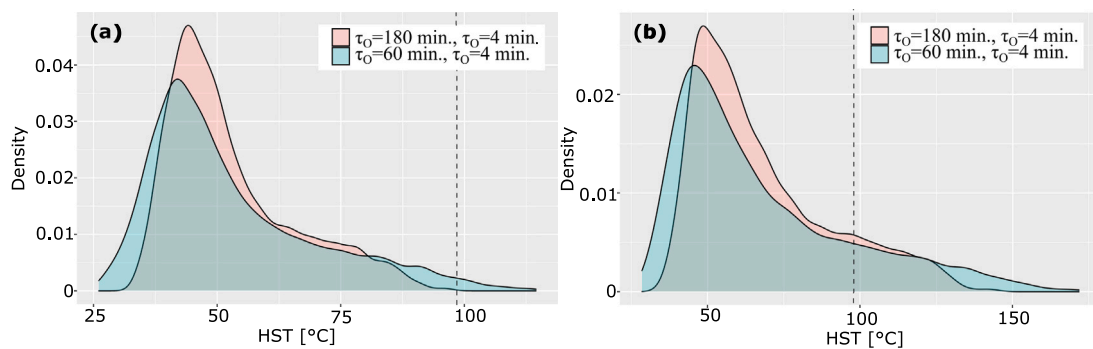 (a)
τO=180 min., τO=4 min.
τO=60 min., τO=4 min.
0.04
0.03
0.02
0.01
0
Density
25
50
75
100
HST [°C]
(b)
τO=180 min., τO=4 min.
τO=60 min., τO=4 min.
0.02
0.01
0
Density
50
100
150
HST [°C]